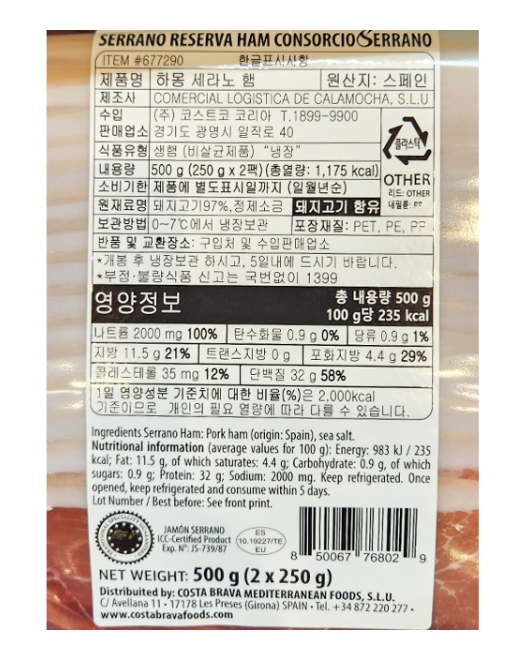 SERRANO RESERVA HAM CONSORCIO SERRANO
ITEM #677290 한글표시사항
제품명 하몽 세라노 햄 원산지: 스페인
제조사 COMERCIAL LOGISTICA DE CALAMOCHA, S.L.U
수입 (주) 코스트코 코리아 T.1899-9900
판매업소 경기도 광명시 일직로 40
식품유형 생햄 (비살균제품) "냉장"
플라스틱
내용량 500 g (250 g x 2팩) (총열량: 1,175 kcal)
OTHER
소비기한 제품에 별도표시일까지 (일월년순)
리드: OTHER
원재료명 돼지고기97%,정제소금 돼지고기 함유
내필름: PP
보관방법 0~7℃에서 냉장보관 포장재질: PET, PE, PP
반품 및 교환장소: 구입처 및 수입판매업소
*개봉 후 냉장보관 하시고, 5일내에 드시기 바랍니다.
*부정·불량식품 신고는 국번없이 1399
영양정보 총 내용량 500 g
100 g당 235 kcal
나트륨 2000 mg 100% 탄수화물 0.9 g 0% 당류 0.9 g 1%
지방 11.5 g 21% 트랜스지방 0 g 포화지방 4.4 g 29%
콜레스테롤 35 mg 12% 단백질 32 g 58%
1일 영양성분 기준치에 대한 비율(%)은 2,000kcal
기준이므로 개인의 필요 열량에 따라 다를 수 있습니다.
Ingredients Serrano Ham: Pork ham (origin: Spain), sea salt.
Nutritional information (average values for 100 g): Energy: 983 kJ / 235
kcal; Fat: 11.5 g, of which saturates: 4.4 g; Carbohydrate: 0.9 g, of which
sugars: 0.9 g; Protein: 32 g; Sodium: 2000 mg. Keep refrigerated. Once
opened, keep refrigerated and consume within 5 days.
Lot Number / Best before: See front print.
JAMÓN SERRANO
ICC-Certified Product
Exp. Nº: JS-739/87
ES
10.19227/TE
EU
8 50067 76802 9
NET WEIGHT: 500 g (2 x 250 g)
Distribuited by: COSTA BRAVA MEDITERRANEAN FOODS, S.L.U.
C/ Avellana 11 · 17178 Les Preses (Girona) SPAIN · Tel. +34 872 220 277 ·
www.costabravafoods.com